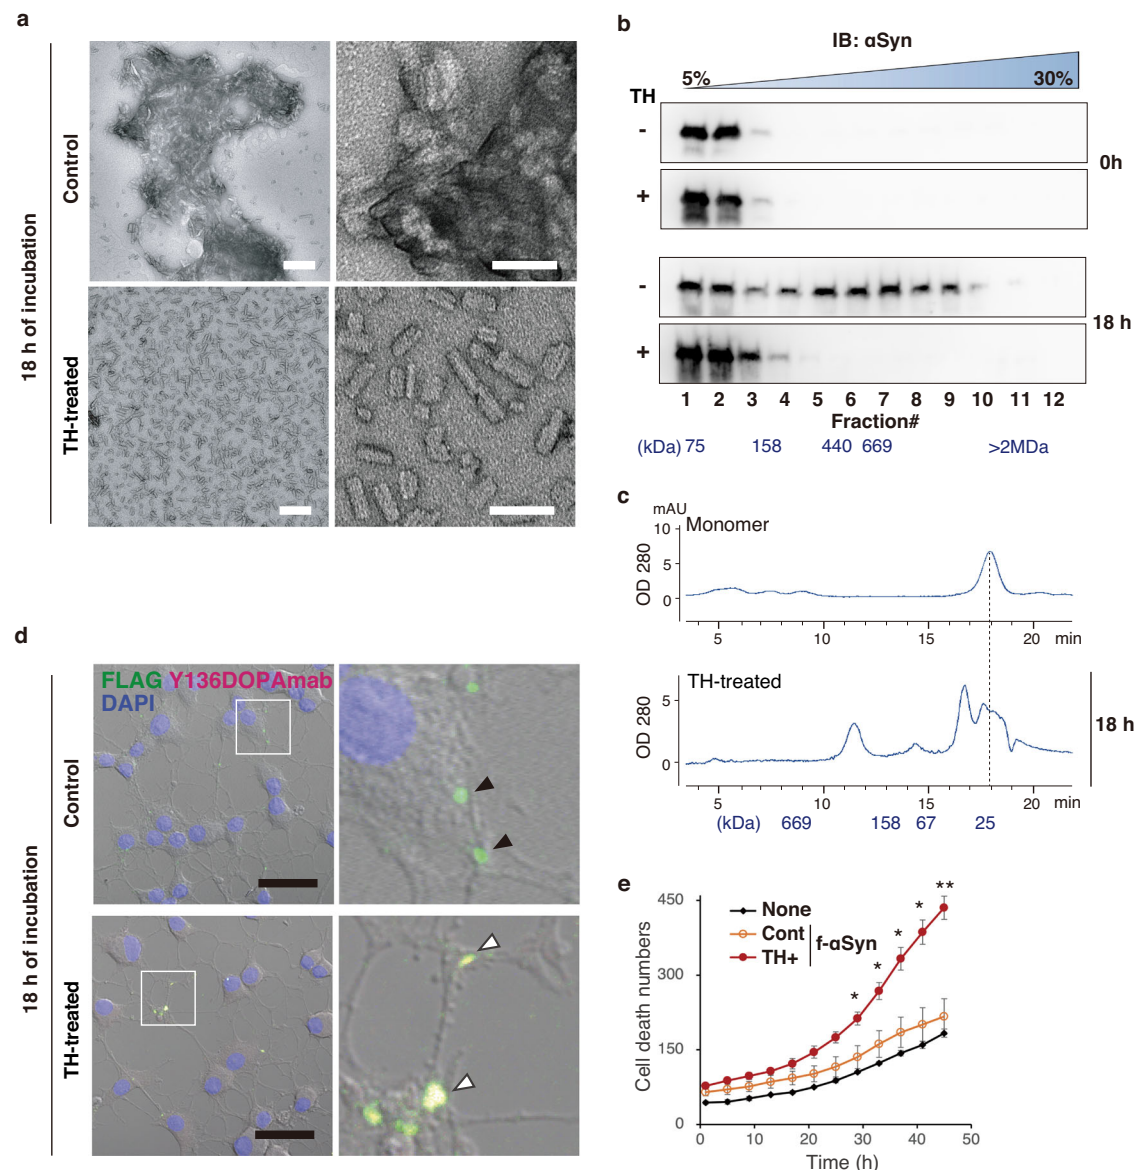 a
18 h of incubation
Control
TH-treated
b
IB: αSyn
5%
30%
TH
-
+
0h
-
+
18 h
1 2 3 4 5 6 7 8 9 10 11 12
Fraction#
(kDa) 75 158 440 669 >2MDa
c
mAU
Monomer
OD 280
10
5
0
5 10 15 20 min
TH-treated
OD 280
5
0
18 h
5 10 15 20 min
(kDa) 669 158 67 25
d
18 h of incubation
Control
TH-treated
FLAG Y136DOPAmab
DAPI
e
Cell death numbers
450
300
150
0
None
Cont
TH+
f-αSyn
* * * * **
0 10 20 30 40 50
Time (h)